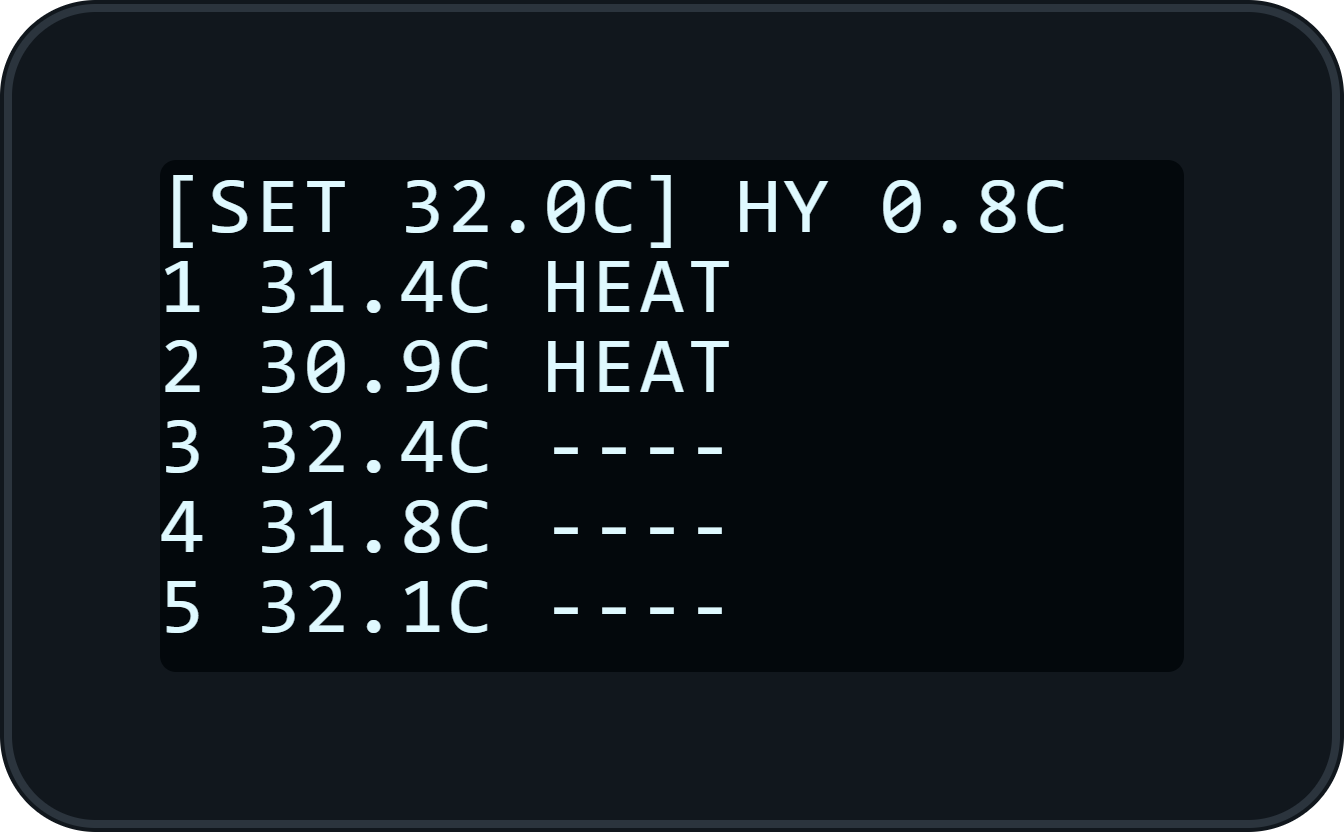 [SET 32.0C] HY 0.8C
1 31.4C HEAT
2 30.9C HEAT
3 32.4C ----
4 31.8C ----
5 32.1C ----